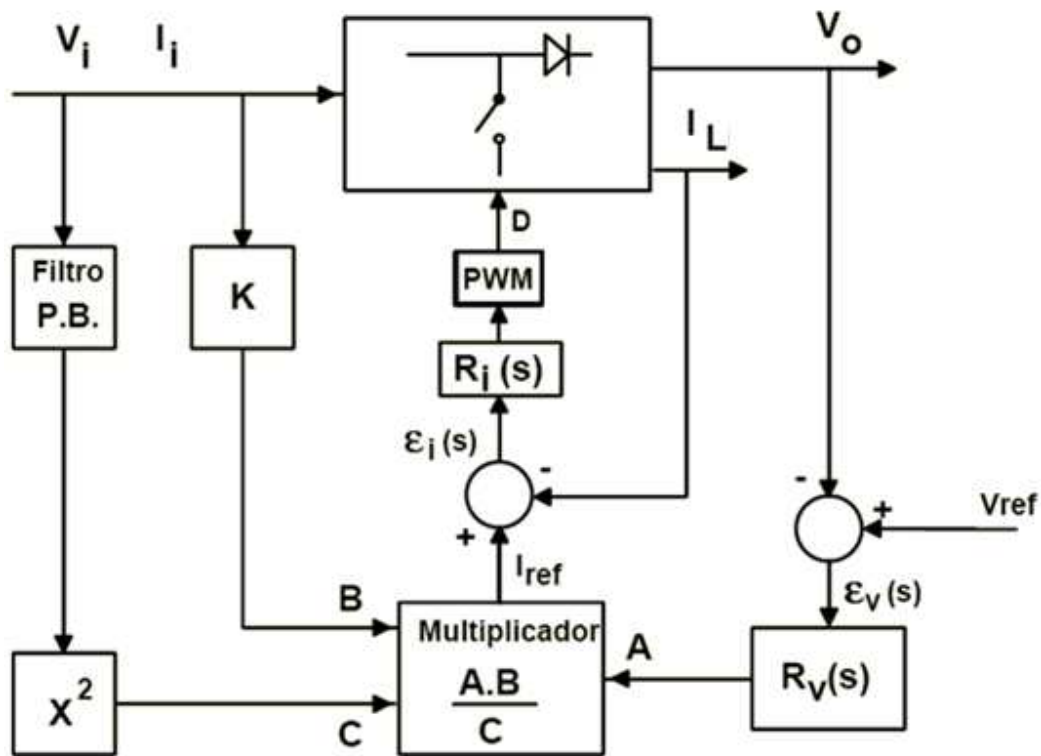 Vi Ii
Vo
IL
D
Filtro
P.B.
K
PWM
Ri (s)
εi (s)
-
+
-
+
Vref
Iref
εv (s)
B
Multiplicador
A
A.B
C
Rv(s)
X²
C